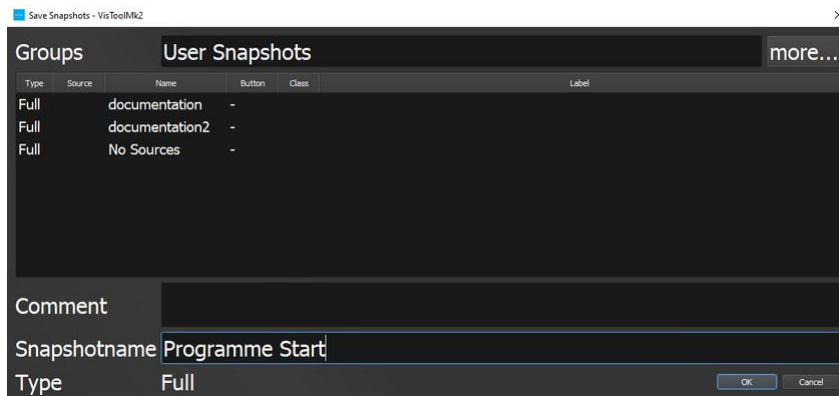 Save Snapshots - VisToolMk2
Groups User Snapshots more...
Type Source Name Button Class Label
Full documentation -
Full documentation2 -
Full No Sources -
Comment
Snapshotname Programme Start
Type Full OK Cancel